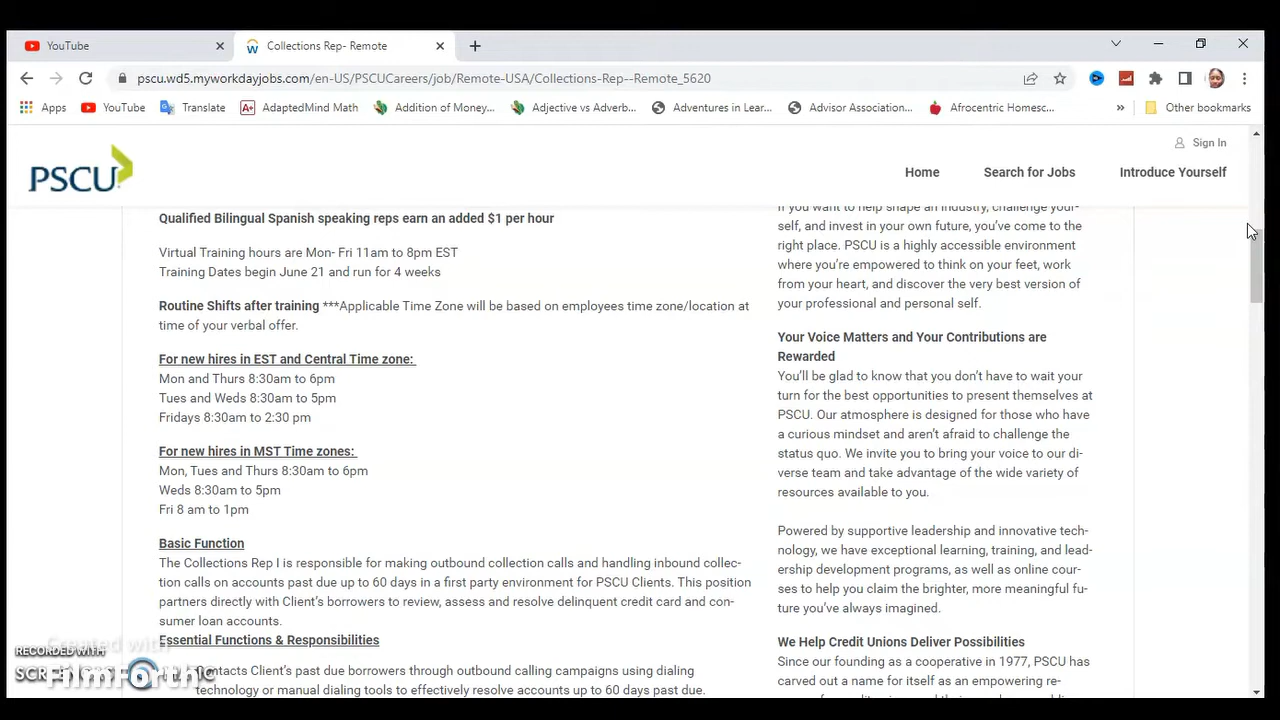 YouTube
Collections Rep- Remote
pscu.wd5.myworkdayjobs.com/en-US/PSCUCareers/job/Remote-USA/Collections-Rep--Remote_5620
Apps
YouTube
Translate
A+ AdaptedMind Math
Addition of Money...
Adjective vs Adverb...
Adventures in Lear...
Advisor Association...
Afrocentric Homesc...
»
Other bookmarks
PSCU
Sign In
Home
Search for Jobs
Introduce Yourself
Qualified Bilingual Spanish speaking reps earn an added $1 per hour
Virtual Training hours are Mon- Fri 11am to 8pm EST
Training Dates begin June 21 and run for 4 weeks
Routine Shifts after training ***Applicable Time Zone will be based on employees time zone/location at
time of your verbal offer.
For new hires in EST and Central Time zone:
Mon and Thurs 8:30am to 6pm
Tues and Weds 8:30am to 5pm
Fridays 8:30am to 2:30 pm
For new hires in MST Time zones:
Mon, Tues and Thurs 8:30am to 6pm
Weds 8:30am to 5pm
Fri 8 am to 1pm
Basic Function
The Collections Rep I is responsible for making outbound collection calls and handling inbound collec-
tion calls on accounts past due up to 60 days in a first party environment for PSCU Clients. This position
partners directly with Client's borrowers to review, assess and resolve delinquent credit card and con-
sumer loan accounts.
Essential Functions & Responsibilities
Contacts Client's past due borrowers through outbound calling campaigns using dialing
technology or manual dialing tools to effectively resolve accounts up to 60 days past due.
If you want to help shape an industry, challenge your-
self, and invest in your own future, you've come to the
right place. PSCU is a highly accessible environment
where you're empowered to think on your feet, work
from your heart, and discover the very best version of
your professional and personal self.
Your Voice Matters and Your Contributions are
Rewarded
You'll be glad to know that you don't have to wait your
turn for the best opportunities to present themselves at
PSCU. Our atmosphere is designed for those who have
a curious mindset and aren't afraid to challenge the
status quo. We invite you to bring your voice to our di-
verse team and take advantage of the wide variety of
resources available to you.
Powered by supportive leadership and innovative tech-
nology, we have exceptional learning, training, and lead-
ership development programs, as well as online cour-
ses to help you claim the brighter, more meaningful fu-
ture you've always imagined.
We Help Credit Unions Deliver Possibilities
Since our founding as a cooperative in 1977, PSCU has
carved out a name for itself as an empowering re-
Created with
RECORDED WITH